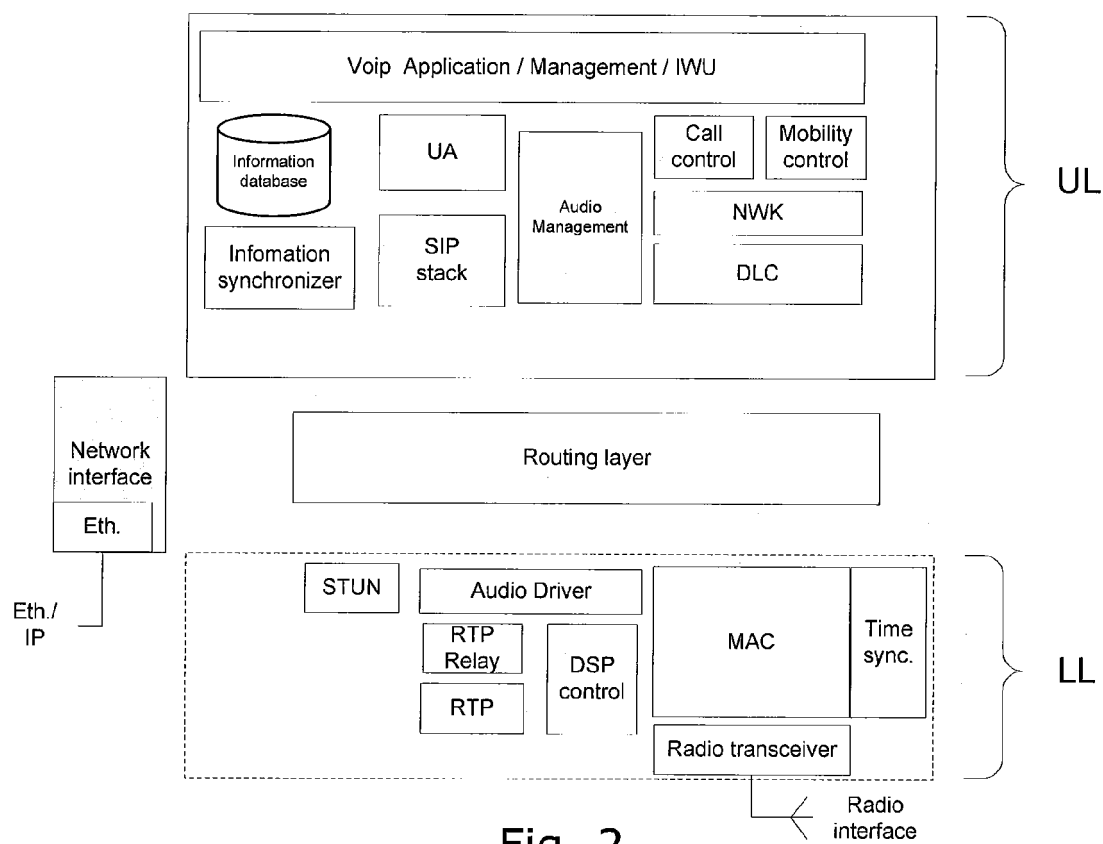 Voip Application / Management / IWU
Information
database
UA
Audio
Management
Call
control
Mobility
control
NWK
DLC
Infomation
synchronizer
SIP
stack
UL
Network
interface
Eth.
Eth./
IP
Routing layer
STUN
Audio Driver
RTP
Relay
RTP
DSP
control
MAC
Time
sync.
Radio transceiver
LL
Radio
interface
Fig. 2